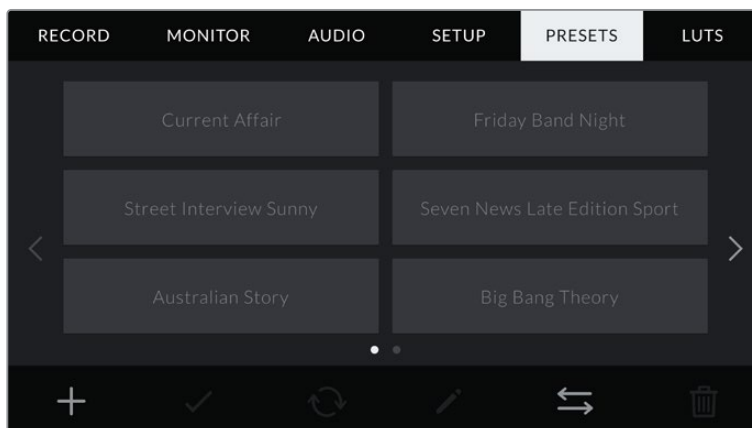 RECORD MONITOR AUDIO SETUP PRESETS LUTS
Current Affair Friday Band Night
Street Interview Sunny Seven News Late Edition Sport
Australian Story Big Bang Theory